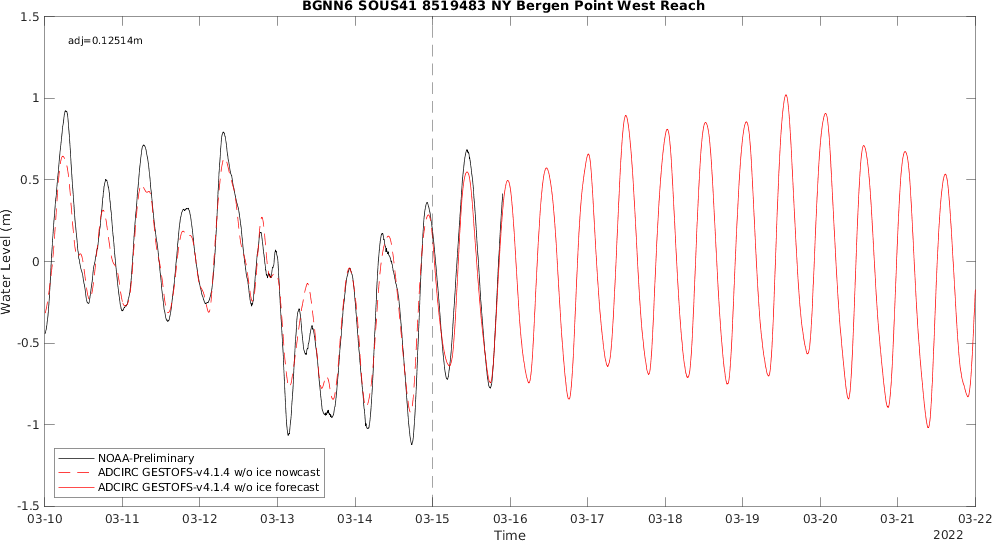 BGNN6 SOUS41 8519483 NY Bergen Point West Reach
1.5
adj=0.12514m
1
0.5
0
-0.5
-1
-1.5
Water Level (m)
NOAA-Preliminary
ADCIRC GESTOFS-v4.1.4 w/o ice nowcast
ADCIRC GESTOFS-v4.1.4 w/o ice forecast
03-10 03-11 03-12 03-13 03-14 03-15 03-16 03-17 03-18 03-19 03-20 03-21 03-22
Time
2022